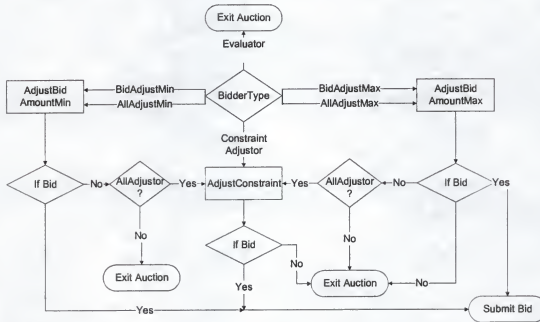 Exit Auction
Evaluator
BidAdjustMin
BidderType
BidAdjustMax
AdjustBid
AmountMin
AllAdjustMin
AllAdjustMax
AdjustBid
AmountMax
Constraint
Adjustor
If Bid
No
AllAdjustor
?
Yes
AdjustConstraint
Yes
AllAdjustor
?
No
If Bid
Yes
No
If Bid
No
No
Exit Auction
Exit Auction
No
Yes
Yes
Submit Bid